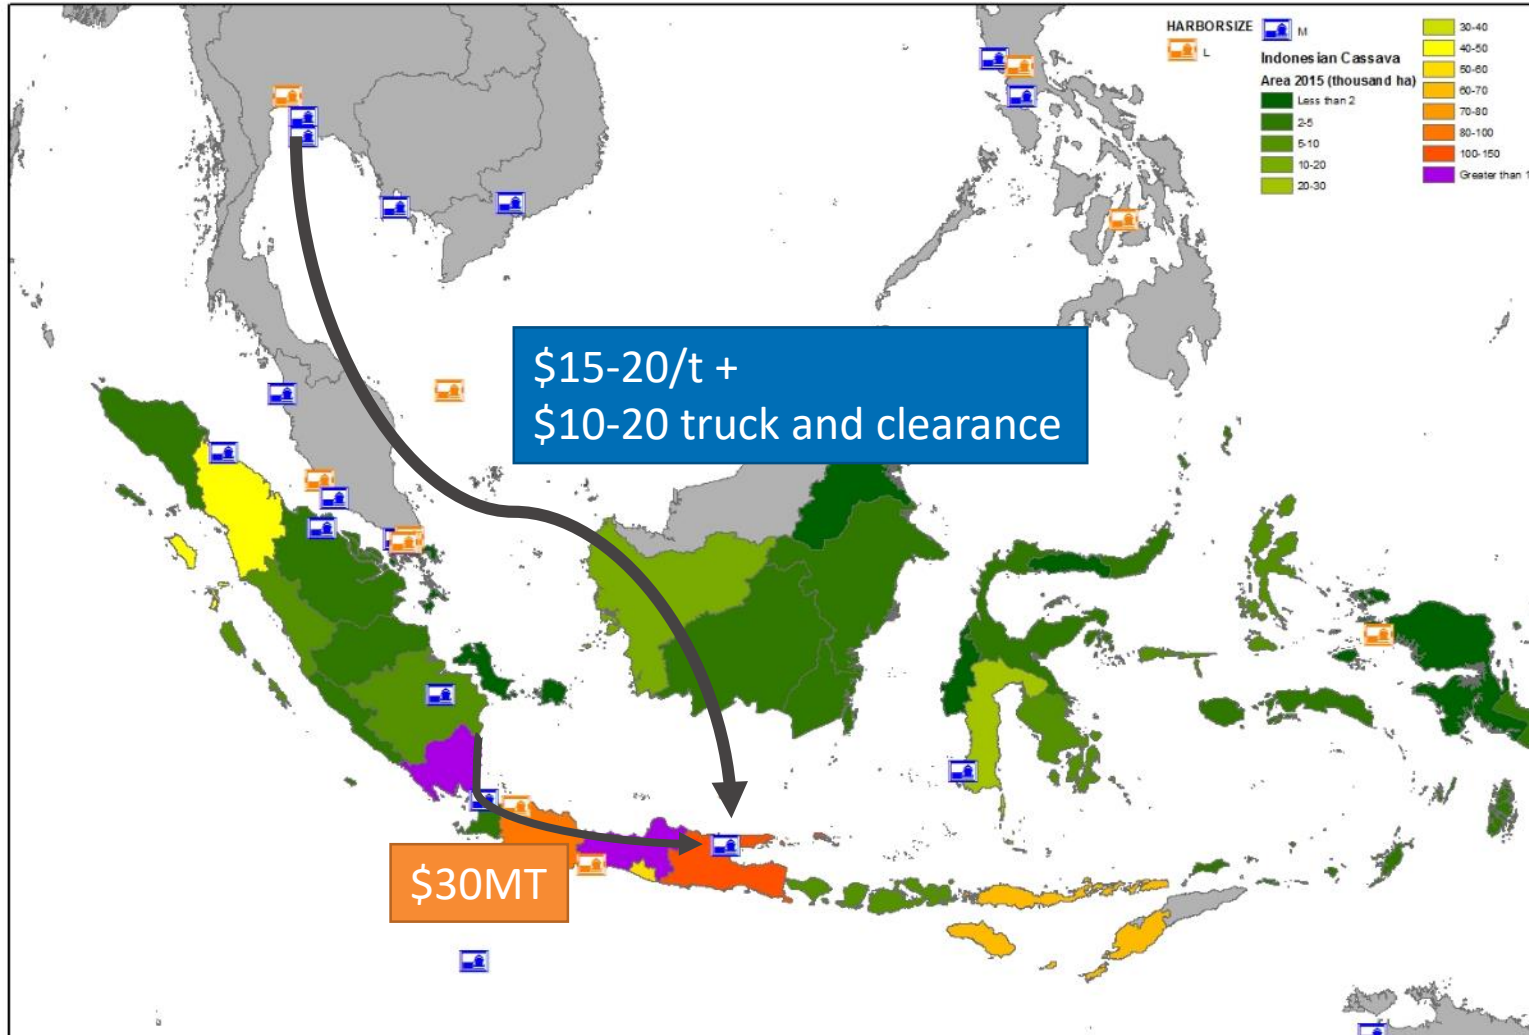 HARBORSIZE
L
M
Indonesian Cassava
Area 2015 (thousand ha)
Less than 2
2-5
5-10
10-20
20-30
30-40
40-50
50-60
60-70
70-80
80-100
100-150
Greater than 1
$15-20/t +
$10-20 truck and clearance
$30MT